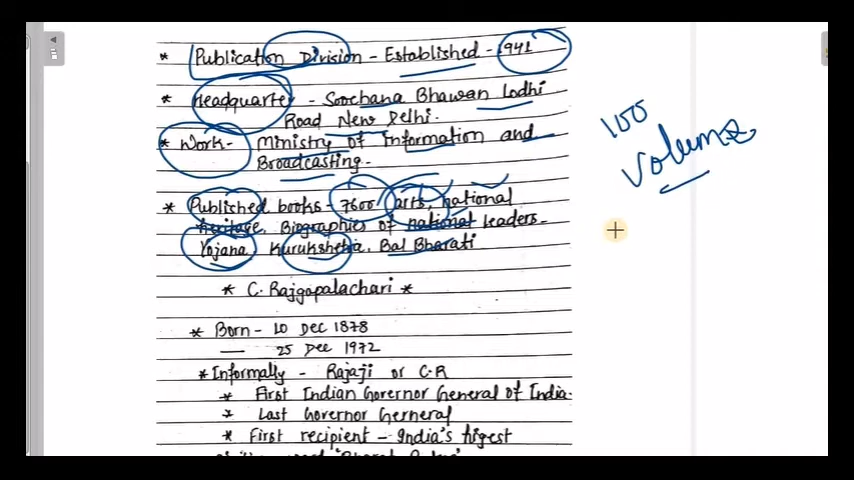 * Publication Division - Established - 1941
* Headquarter - Soochana Bhawan Lodhi
Road New Delhi.
* Work - Ministry of Information and
Broadcasting.
* Published books - 7600 arts, national
heritage, Biographies of national leaders-
Yojana Kurukshetra, Bal Bharati
* C. Rajgopalachari *
* Born - 10 Dec 1878
— 25 Dec 1972
* Informally - Rajaji or C.R
* First Indian Governor General of India.
* Last Governor Gerneral
* First recipient - India's higest
100
Volumes